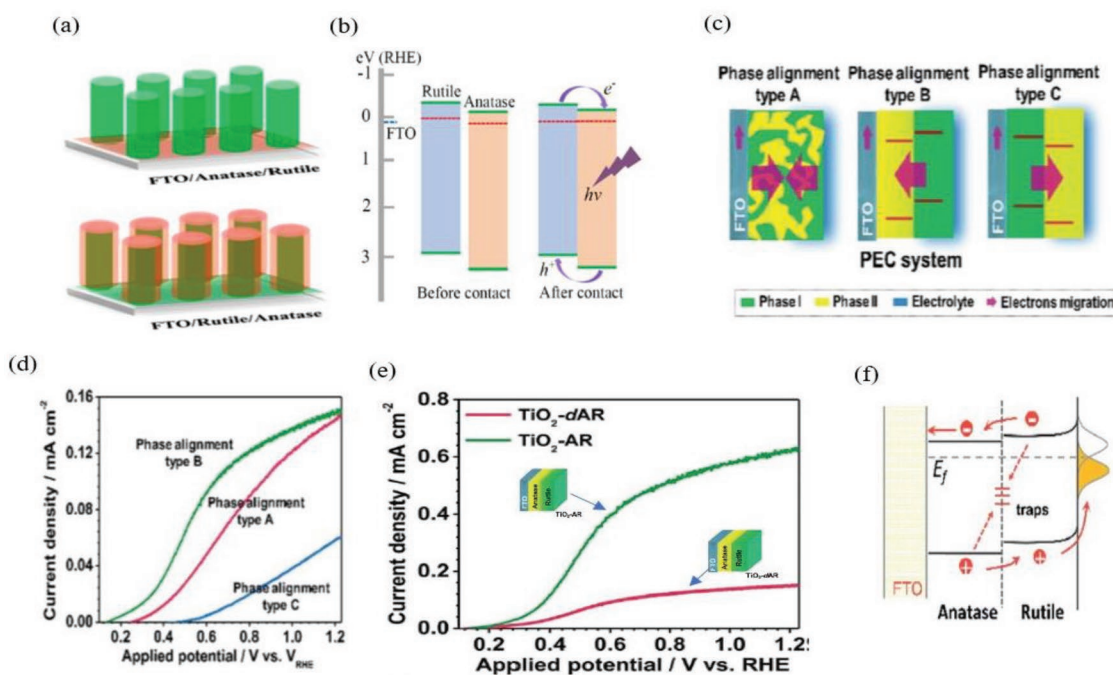 (a)
FTO/Anatase/Rutile
FTO/Rutile/Anatase
(b)
eV (RHE)
-1
0
FTO
1
2
3
Rutile
Anatase
e-
hν
h+
Before contact
After contact
(c)
Phase alignment
type A
Phase alignment
type B
Phase alignment
type C
FTO
FTO
FTO
PEC system
Phase I
Phase II
Electrolyte
Electrons migration
(d)
Current density / mA cm-2
0.16
0.12
0.08
0.04
0.00
Phase alignment
type B
Phase alignment
type A
Phase alignment
type C
0.2 0.4 0.6 0.8 1.0 1.2
Applied potential / V vs. VRHE
(e)
Current density / mA cm-2
0.8
0.6
0.4
0.2
0.0
TiO2-dAR
TiO2-AR
FTO
Anatase
Rutile
TiO2-AR
FTO
Anatase
Rutile
TiO2-dAR
0.2 0.4 0.6 0.8 1.0 1.2
Applied potential / V vs. RHE
(f)
Ef
traps
FTO
Anatase
Rutile